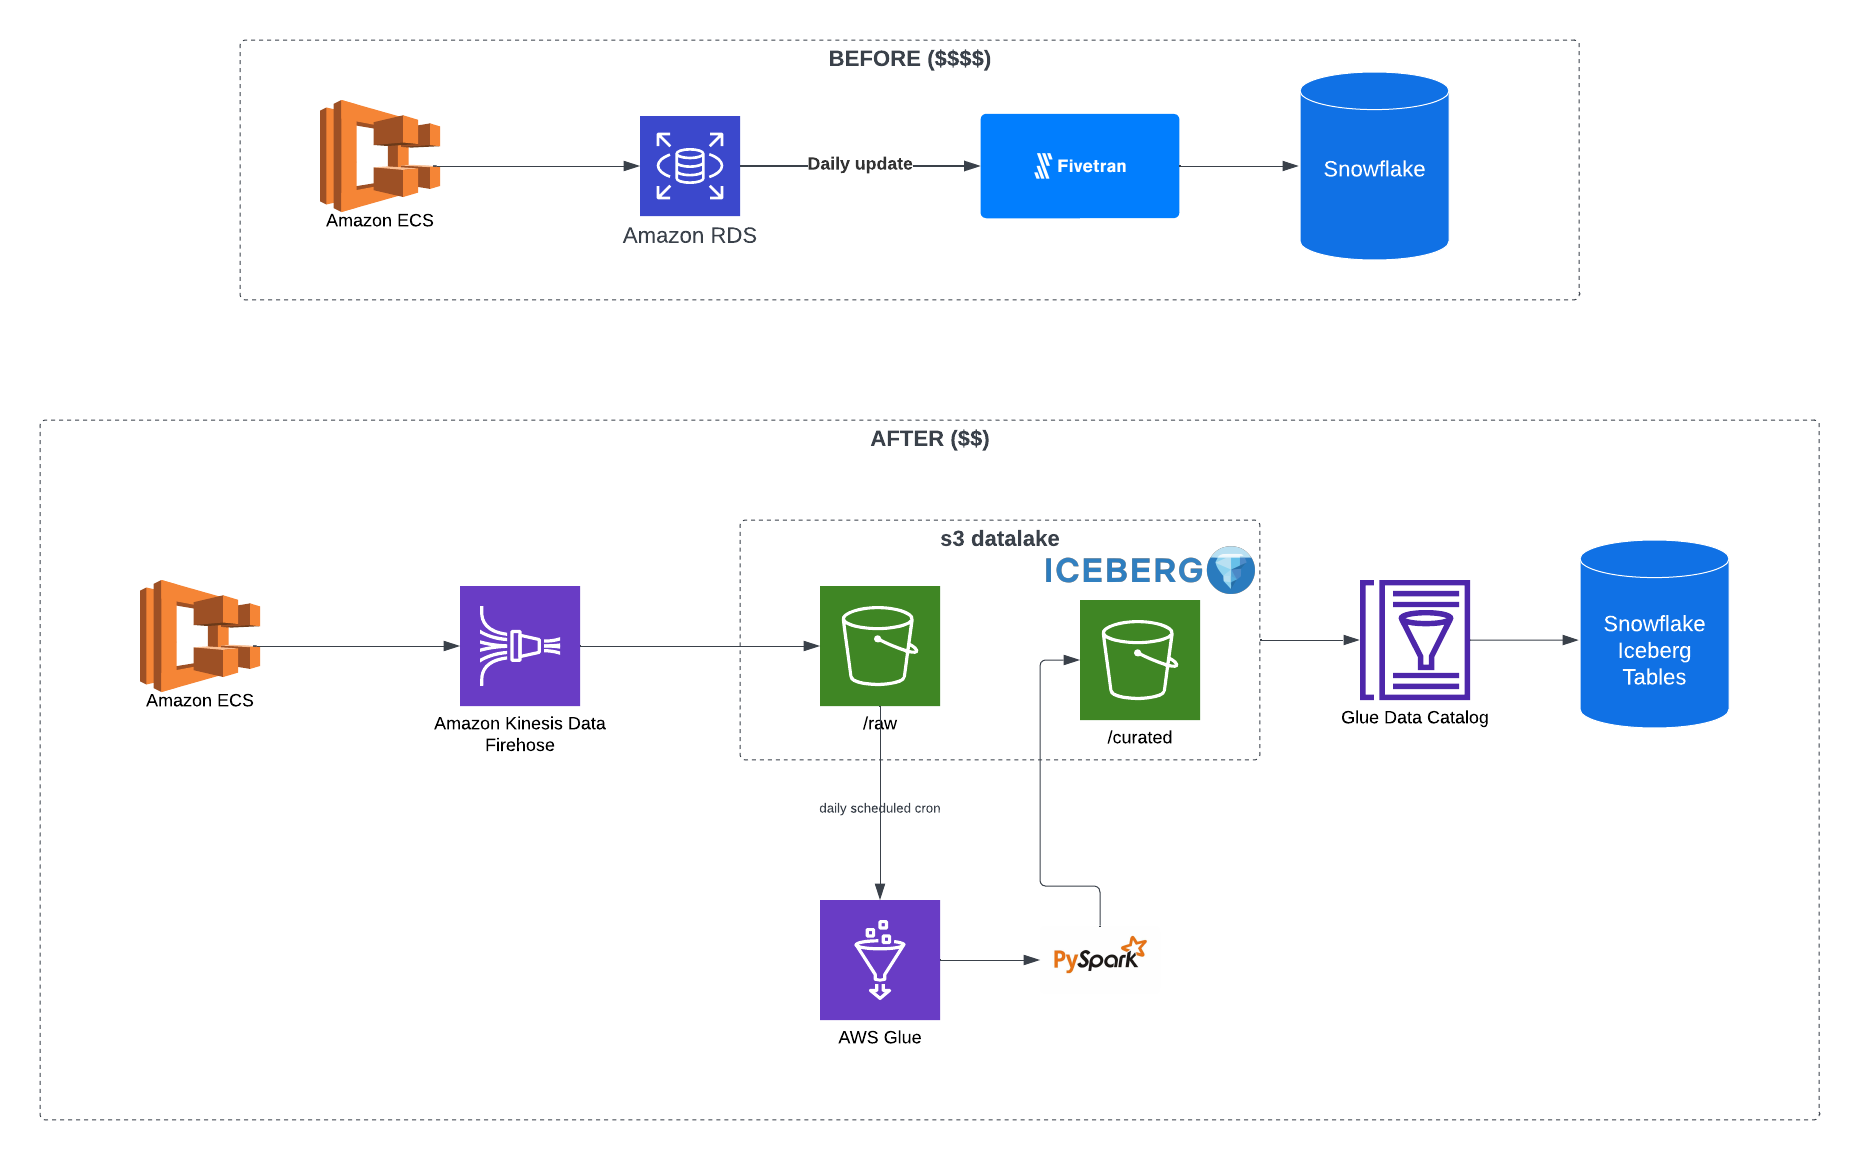 BEFORE ($$$$)
Amazon ECS
Amazon RDS
Daily update
Fivetran
Snowflake
AFTER ($$)
s3 datalake
ICEBERG
Amazon ECS
Amazon Kinesis Data
Firehose
/raw
/curated
Glue Data Catalog
Snowflake
Iceberg
Tables
daily scheduled cron
AWS Glue
PySpark